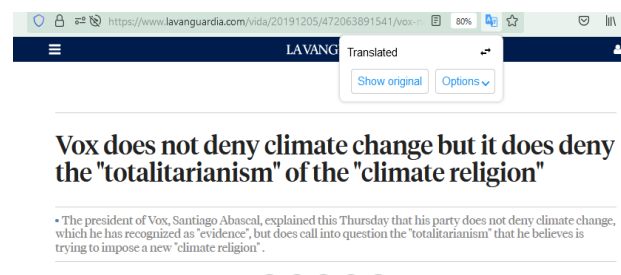 https://www.lavanguardia.com/vida/20191205/472063891541/vox-n
80%
LA VANG
Translated
Show original
Options
Vox does not deny climate change but it does deny
the "totalitarianism" of the "climate religion"
• The president of Vox, Santiago Abascal, explained this Thursday that his party does not deny climate change,
which he has recognized as "evidence", but does call into question the "totalitarianism" that he believes is
trying to impose a new "climate religion" .